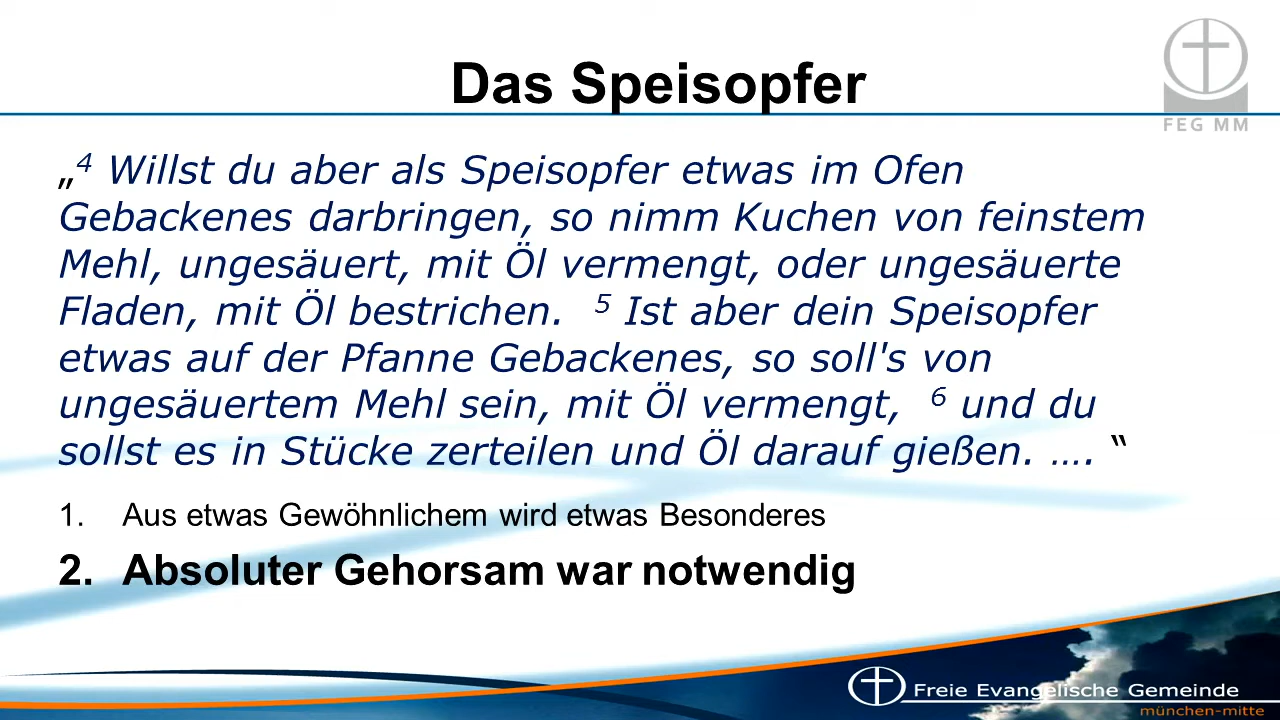 Das Speisopfer
FEG MM
„4 Willst du aber als Speisopfer etwas im Ofen
Gebackenes darbringen, so nimm Kuchen von feinstem
Mehl, ungesäuert, mit Öl vermengt, oder ungesäuerte
Fladen, mit Öl bestrichen. 5 Ist aber dein Speisopfer
etwas auf der Pfanne Gebackenes, so soll's von
ungesäuertem Mehl sein, mit Öl vermengt, 6 und du
sollst es in Stücke zerteilen und Öl darauf gießen. …. “
1. Aus etwas Gewöhnlichem wird etwas Besonderes
2. Absoluter Gehorsam war notwendig
Freie Evangelische Gemeinde
münchen-mitte